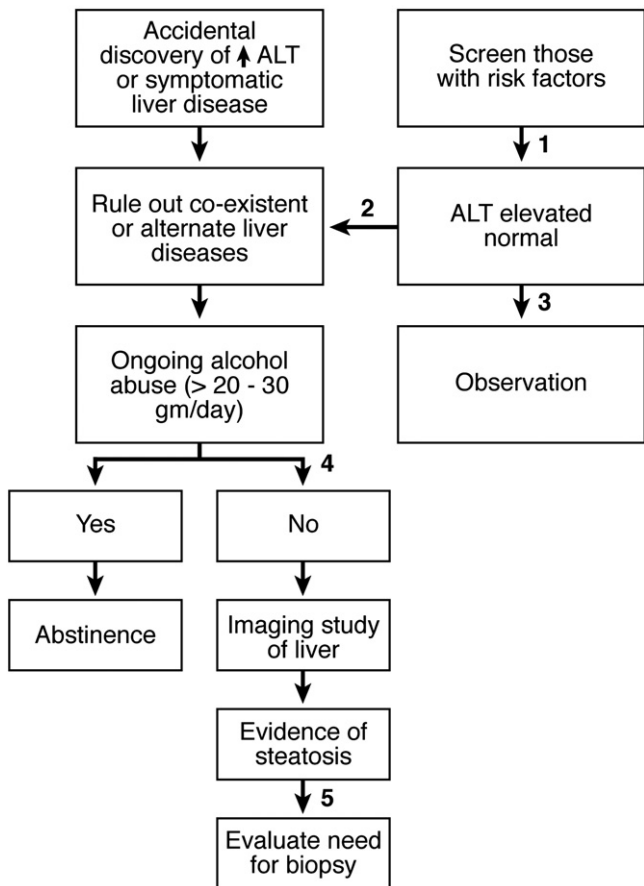 Accidental
discovery of ↑ ALT
or symptomatic
liver disease
Screen those
with risk factors
1
Rule out co-existent
or alternate liver
diseases
2
ALT elevated
normal
3
Ongoing alcohol
abuse (> 20 - 30
gm/day)
Observation
4
Yes
No
Abstinence
Imaging study
of liver
Evidence of
steatosis
5
Evaluate need
for biopsy